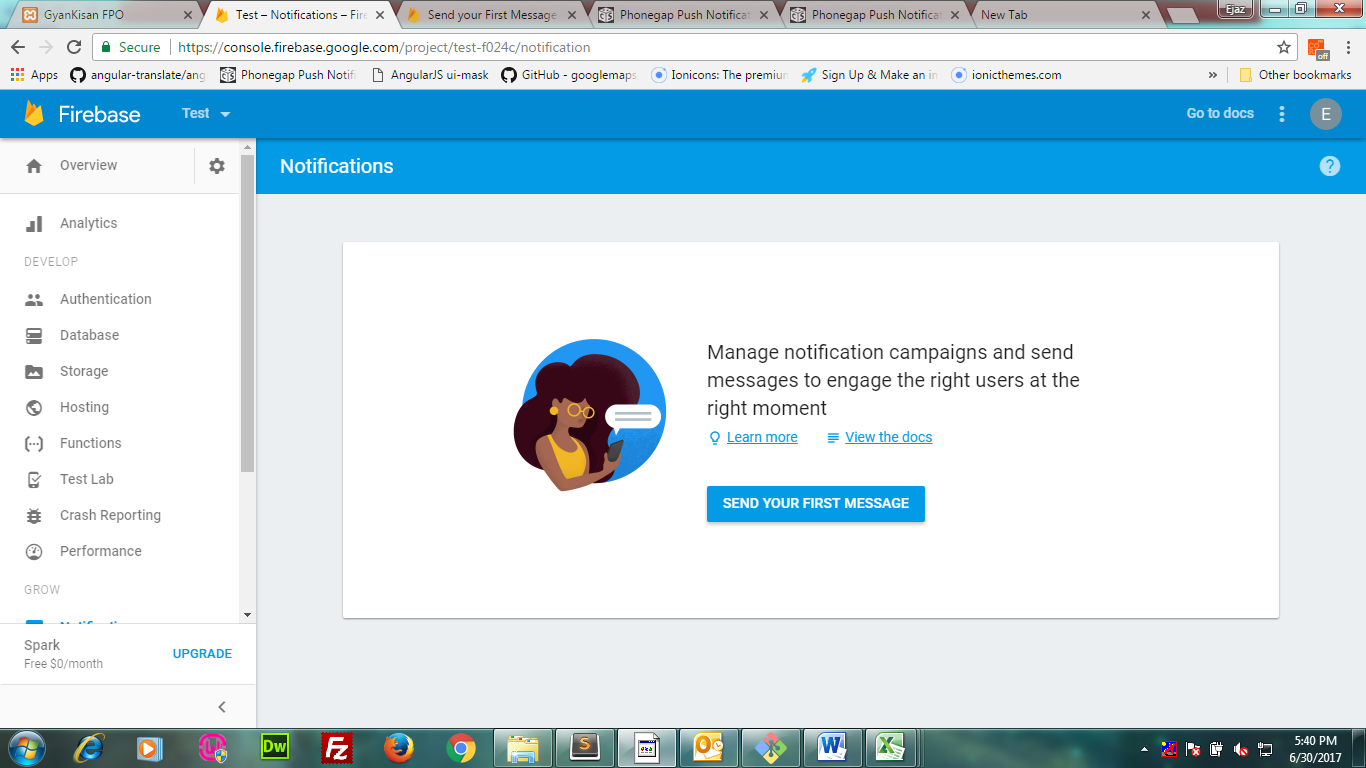 GyanKisan FPO
Test – Notifications – Fire
Send your First Message
Phonegap Push Notificat
Phonegap Push Notificat
New Tab
Ejaz
Secure
https://console.firebase.google.com/project/test-f024c/notification
off
Apps
angular-translate/ang
Phonegap Push Notifi
AngularJS ui-mask
GitHub - googlemaps
Ionicons: The premium
Sign Up & Make an in
ionicthemes.com
»
Other bookmarks
Firebase
Test
Go to docs
E
Overview
Notifications
?
Analytics
DEVELOP
Authentication
Database
Storage
Hosting
Functions
Test Lab
Crash Reporting
Performance
GROW
Manage notification campaigns and send
messages to engage the right users at the
right moment
Learn more
View the docs
SEND YOUR FIRST MESSAGE
Spark
Free $0/month
UPGRADE
Dw
Fz
S
W
X
5:40 PM
6/30/2017